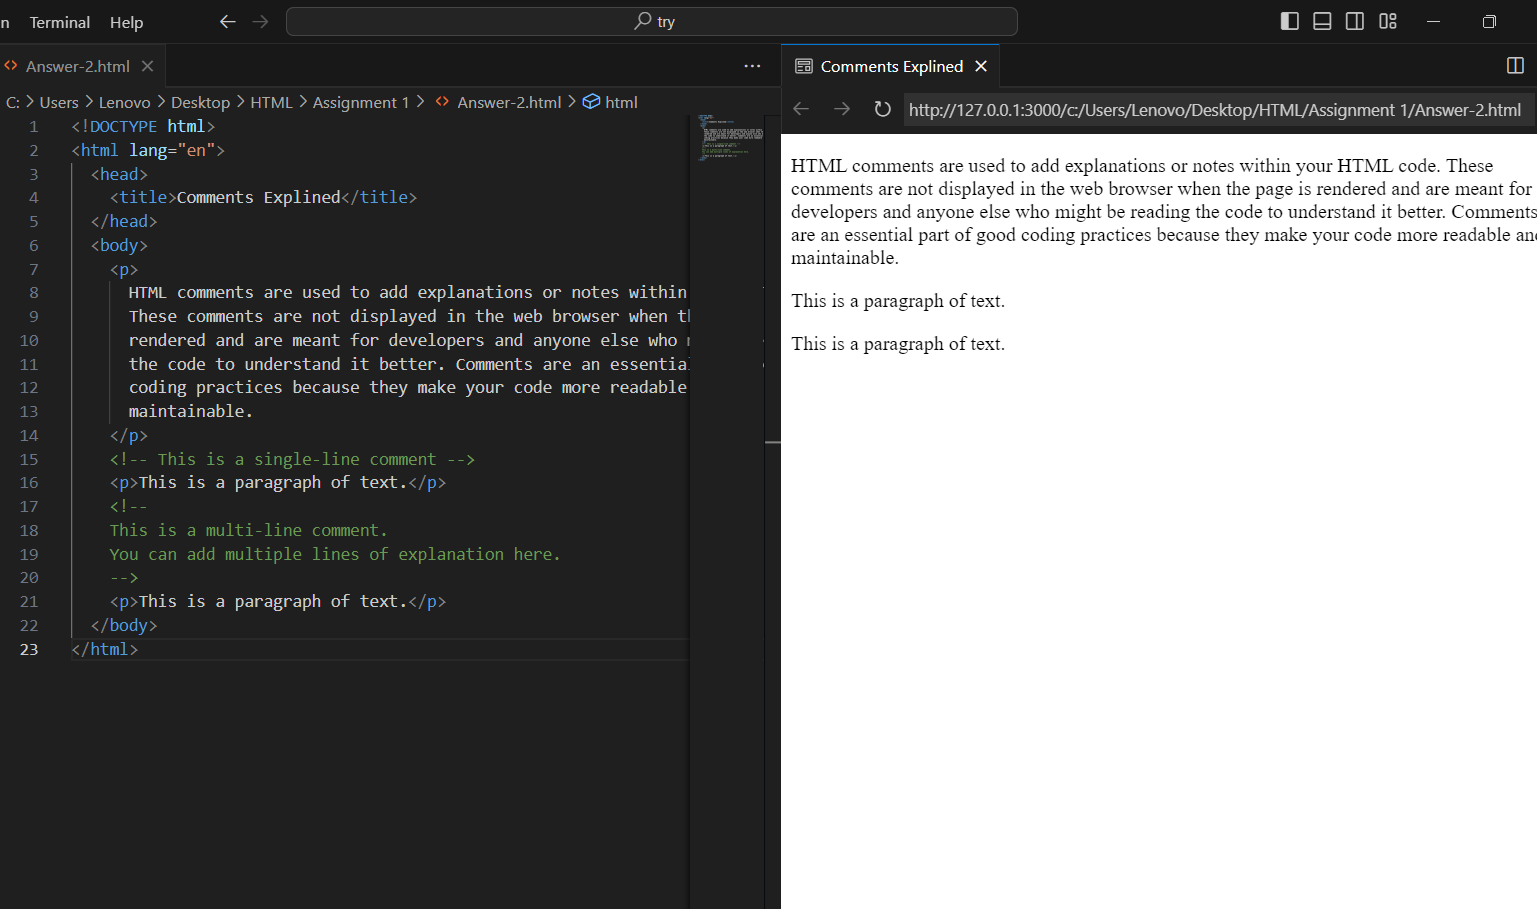 n Terminal Help
try
Answer-2.html
Comments Explined
C: > Users > Lenovo > Desktop > HTML > Assignment 1 > Answer-2.html > html
http://127.0.0.1:3000/c:/Users/Lenovo/Desktop/HTML/Assignment 1/Answer-2.html
1 <!DOCTYPE html>
2 <html lang="en">
3 <head>
4 <title>Comments Explined</title>
5 </head>
6 <body>
7 <p>
8 HTML comments are used to add explanations or notes within
9 These comments are not displayed in the web browser when th
10 rendered and are meant for developers and anyone else who
11 the code to understand it better. Comments are an essential
12 coding practices because they make your code more readable
13 maintainable.
14 </p>
15 <!-- This is a single-line comment -->
16 <p>This is a paragraph of text.</p>
17 <!--
18 This is a multi-line comment.
19 You can add multiple lines of explanation here.
20 -->
21 <p>This is a paragraph of text.</p>
22 </body>
23 </html>
HTML comments are used to add explanations or notes within your HTML code. These
comments are not displayed in the web browser when the page is rendered and are meant for
developers and anyone else who might be reading the code to understand it better. Comments
are an essential part of good coding practices because they make your code more readable and
maintainable.
This is a paragraph of text.
This is a paragraph of text.